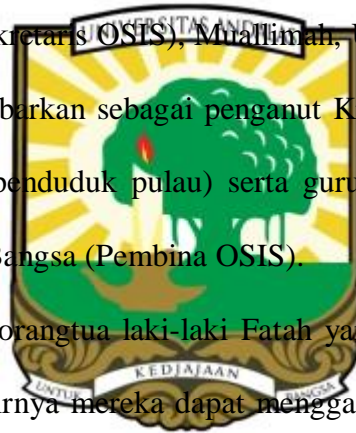 UNIVERSITAS ANDALAS
kretaris OSIS), Muallimah,
barkan sebagai penganut K
penduduk pulau) serta guru
Bangsa (Pembina OSIS).
orangtua laki-laki Fatah ya
KEDJAJAAN
UNTUK BANGSA
rnya mereka dapat mengga